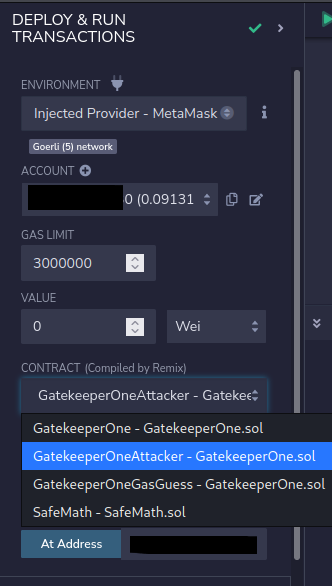 DEPLOY & RUN
TRANSACTIONS
ENVIRONMENT
Injected Provider - MetaMask
Goerli (5) network
ACCOUNT
0 (0.09131
GAS LIMIT
3000000
VALUE
0
Wei
CONTRACT (Compiled by Remix)
GatekeeperOneAttacker - Gatekee
GatekeeperOne - GatekeeperOne.sol
GatekeeperOneAttacker - GatekeeperOne.sol
GatekeeperOneGasGuess - GatekeeperOne.sol
SafeMath - SafeMath.sol
At Address